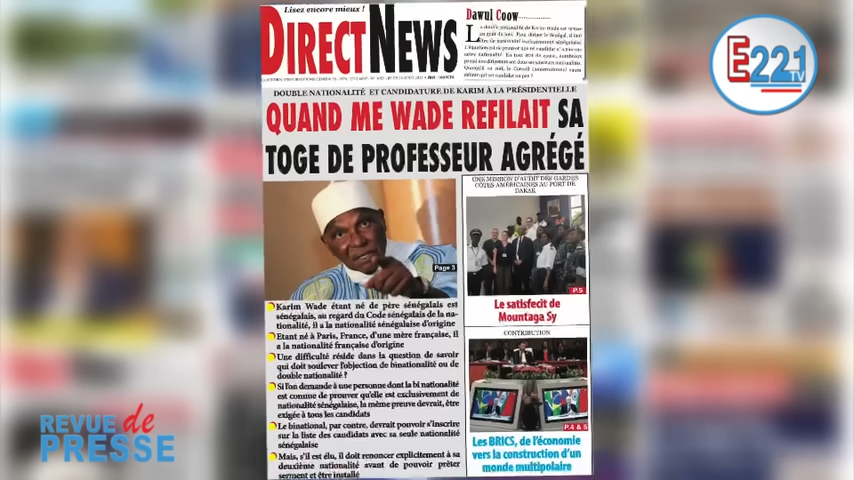 Lisez encore mieux !
DIRECT NEWS
Dawul Coow
E221
TV
DOUBLE NATIONALITÉ ET CANDIDATURE DE KARIM À LA PRÉSIDENTIELLE
QUAND ME WADE REFILAIT SA
TOGE DE PROFESSEUR AGRÉGÉ
Page 3
Karim Wade étant né de père sénégalais est
sénégalais, au regard du Code sénégalais de la na-
tionalité, il a la nationalité sénégalaise d'origine
Etant né à Paris, France, d'une mère française, il
a la nationalité française d'origine
Une difficulté réside dans la question de savoir
qui doit soulever l'objection de binationalité ou de
double nationalité ?
Si l'on demande à une personne dont la bi nationalité
est connue de prouver qu'elle est exclusivement de
nationalité sénégalaise, la même preuve devrait, être
exigée à tous les candidats
Le binational, par contre, devrait pouvoir s'inscrire
sur la liste des candidats avec sa seule nationalité
sénégalaise
Mais, s'il est élu, il doit renoncer explicitement à sa
deuxième nationalité avant de pouvoir prêter
serment et être installé
UNE MISSION D'AUDIT DES GARDES
CÔTES AMÉRICAINES AU PORT DE
DAKAR
P.5
Le satisfecit de
Mountaga Sy
CONTRIBUTION
P.4 & 5
Les BRICS, de l'économie
vers la construction d'un
monde multipolaire
REVUE de
PRESSE